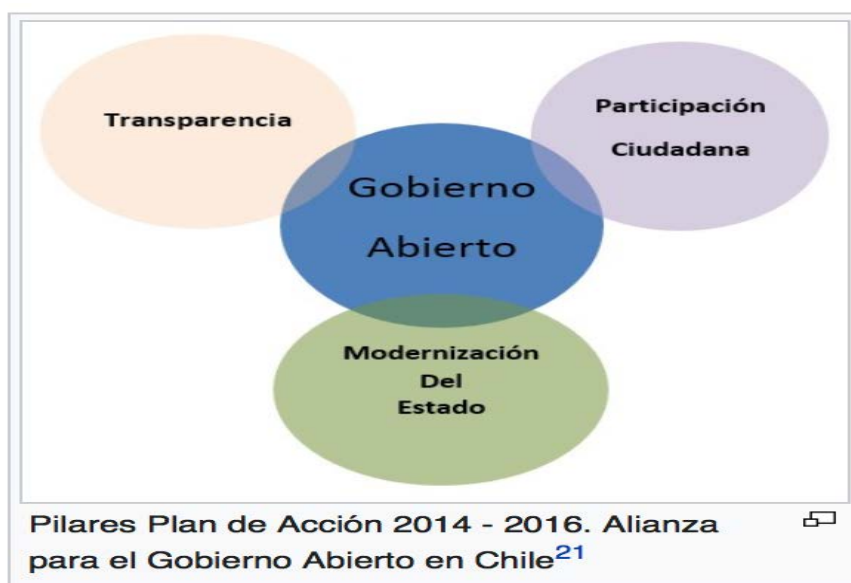 Transparencia
Participación
Ciudadana
Gobierno
Abierto
Modernización
Del
Estado
Pilares Plan de Acción 2014 - 2016. Alianza
para el Gobierno Abierto en Chile21